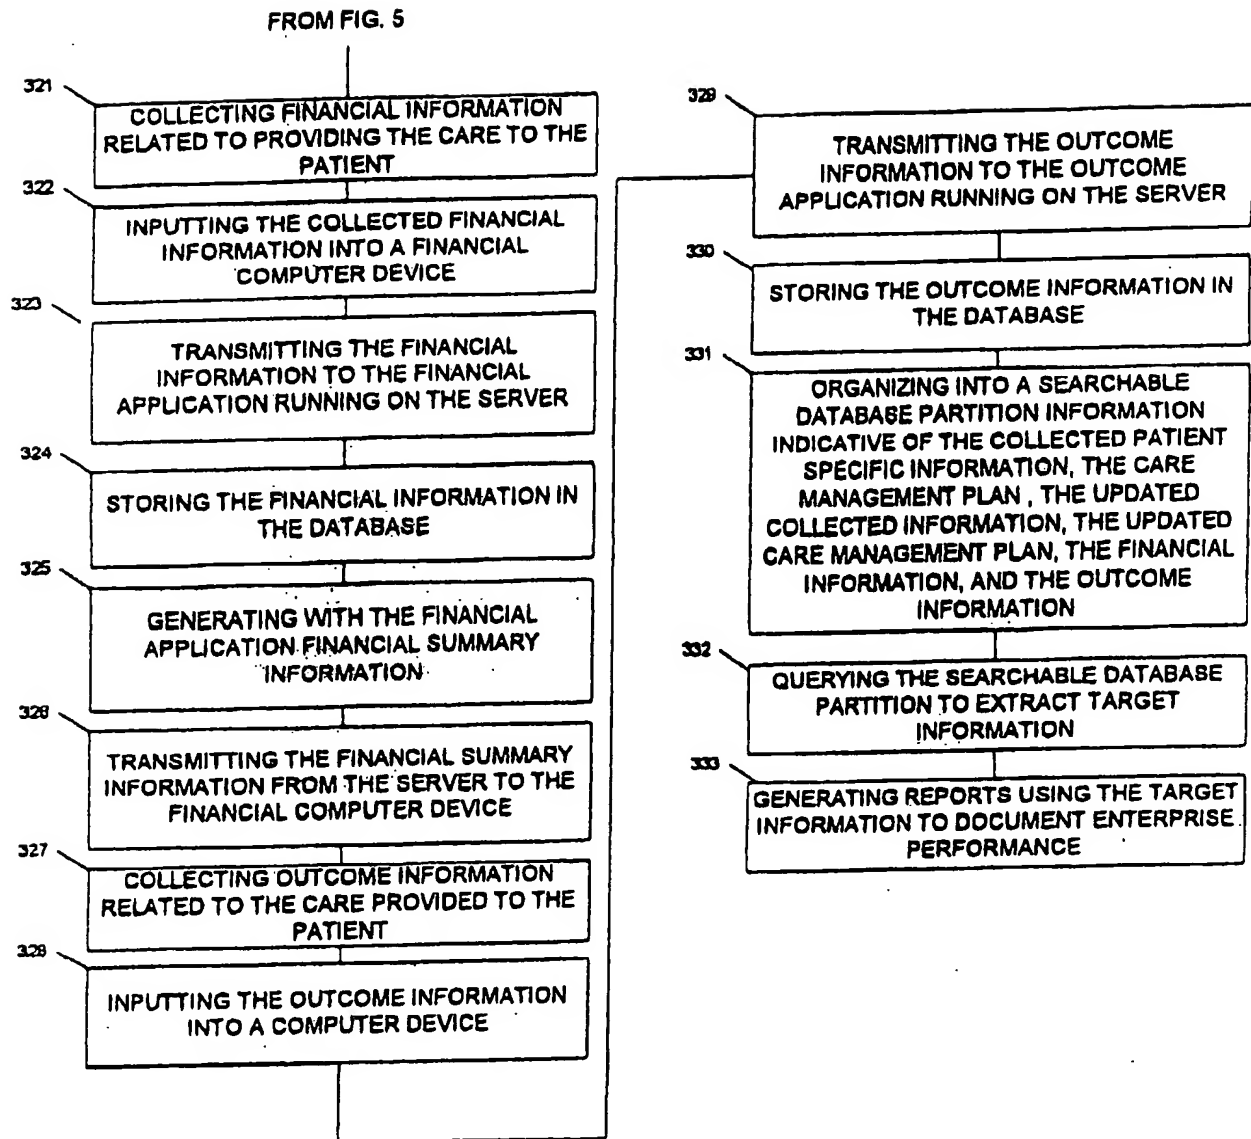 FROM FIG. 5
321
COLLECTING FINANCIAL INFORMATION
RELATED TO PROVIDING THE CARE TO THE
PATIENT
322
INPUTTING THE COLLECTED FINANCIAL
INFORMATION INTO A FINANCIAL
COMPUTER DEVICE
323
TRANSMITTING THE FINANCIAL
INFORMATION TO THE FINANCIAL
APPLICATION RUNNING ON THE SERVER
324
STORING THE FINANCIAL INFORMATION IN
THE DATABASE
325
GENERATING WITH THE FINANCIAL
APPLICATION FINANCIAL SUMMARY
INFORMATION
326
TRANSMITTING THE FINANCIAL SUMMARY
INFORMATION FROM THE SERVER TO THE
FINANCIAL COMPUTER DEVICE
327
COLLECTING OUTCOME INFORMATION
RELATED TO THE CARE PROVIDED TO THE
PATIENT
328
INPUTTING THE OUTCOME INFORMATION
INTO A COMPUTER DEVICE
329
TRANSMITTING THE OUTCOME
INFORMATION TO THE OUTCOME
APPLICATION RUNNING ON THE SERVER
330
STORING THE OUTCOME INFORMATION IN
THE DATABASE
331
ORGANIZING INTO A SEARCHABLE
DATABASE PARTITION INFORMATION
INDICATIVE OF THE COLLECTED PATIENT
SPECIFIC INFORMATION, THE CARE
MANAGEMENT PLAN , THE UPDATED
COLLECTED INFORMATION, THE UPDATED
CARE MANAGEMENT PLAN, THE FINANCIAL
INFORMATION, AND THE OUTCOME
INFORMATION
332
QUERYING THE SEARCHABLE DATABASE
PARTITION TO EXTRACT TARGET
INFORMATION
333
GENERATING REPORTS USING THE TARGET
INFORMATION TO DOCUMENT ENTERPRISE
PERFORMANCE